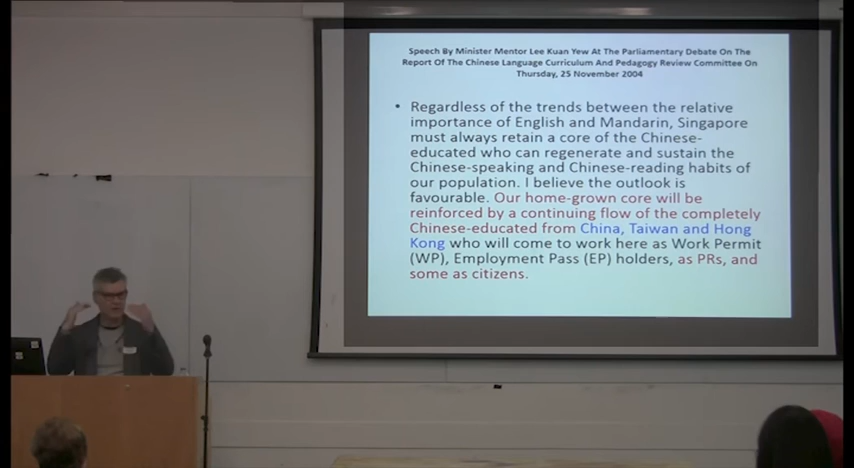 Speech By Minister Mentor Lee Kuan Yew At The Parliamentary Debate On The
Report Of The Chinese Language Curriculum And Pedagogy Review Committee On
Thursday, 25 November 2004
• Regardless of the trends between the relative
importance of English and Mandarin, Singapore
must always retain a core of the Chinese-
educated who can regenerate and sustain the
Chinese-speaking and Chinese-reading habits of
our population. I believe the outlook is
favourable. Our home-grown core will be
reinforced by a continuing flow of the completely
Chinese-educated from China, Taiwan and Hong
Kong who will come to work here as Work Permit
(WP), Employment Pass (EP) holders, as PRs, and
some as citizens.